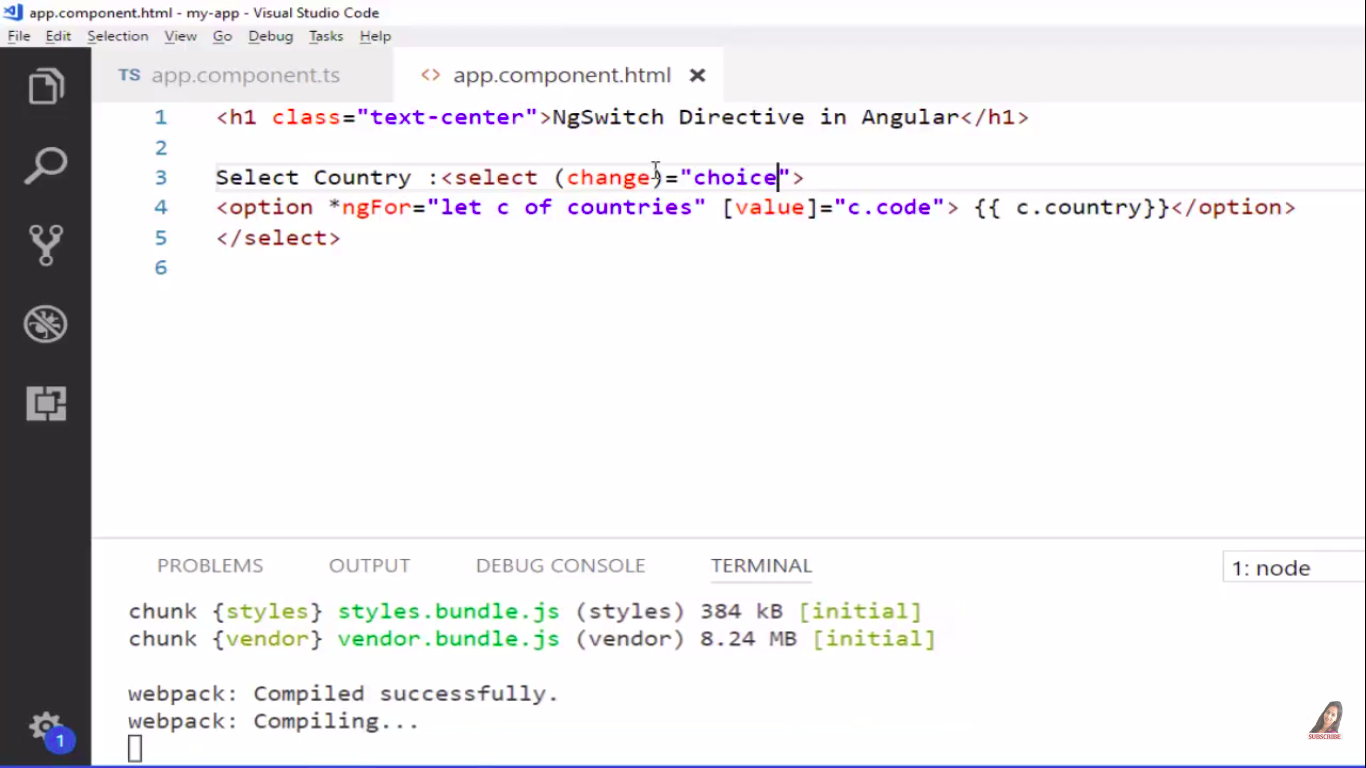 app.component.html - my-app - Visual Studio Code
File Edit Selection View Go Debug Tasks Help
TS app.component.ts <> app.component.html
1 <h1 class="text-center">NgSwitch Directive in Angular</h1>
2
3 Select Country :<select (change)="choice">
4 <option *ngFor="let c of countries" [value]="c.code"> {{ c.country}}</option>
5 </select>
6
PROBLEMS OUTPUT DEBUG CONSOLE TERMINAL 1: node
chunk {styles} styles.bundle.js (styles) 384 kB [initial]
chunk {vendor} vendor.bundle.js (vendor) 8.24 MB [initial]
webpack: Compiled successfully.
webpack: Compiling...
1
SUBSCRIBE